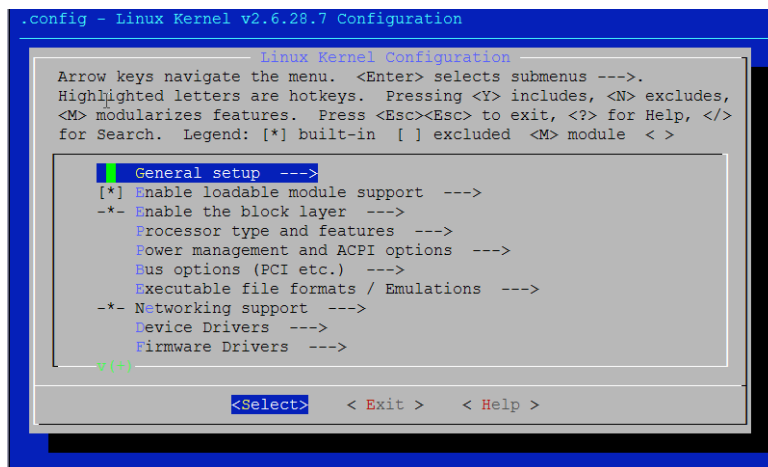 .config - Linux Kernel v2.6.28.7 Configuration
Linux Kernel Configuration
Arrow keys navigate the menu.  <Enter> selects submenus --->.
Highlighted letters are hotkeys.  Pressing <Y> includes, <N> excludes,
<M> modularizes features.  Press <Esc><Esc> to exit, <?> for Help, </>
for Search.  Legend: [*] built-in  [ ] excluded  <M> module  < >
General setup  --->
[*] Enable loadable module support  --->
-*- Enable the block layer  --->
Processor type and features  --->
Power management and ACPI options  --->
Bus options (PCI etc.)  --->
Executable file formats / Emulations  --->
-*- Networking support  --->
Device Drivers  --->
Firmware Drivers  --->
v(+)
<Select>    < Exit >    < Help >